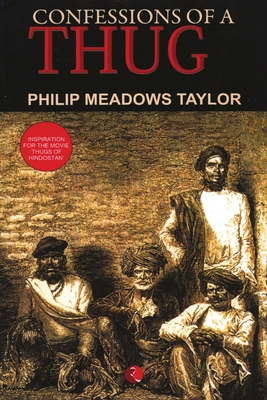 CONFESSIONS OF A
THUG
PHILIP MEADOWS TAYLOR
INSPIRATION
FOR THE MOVIE
'THUGS OF
HINDOSTAN'